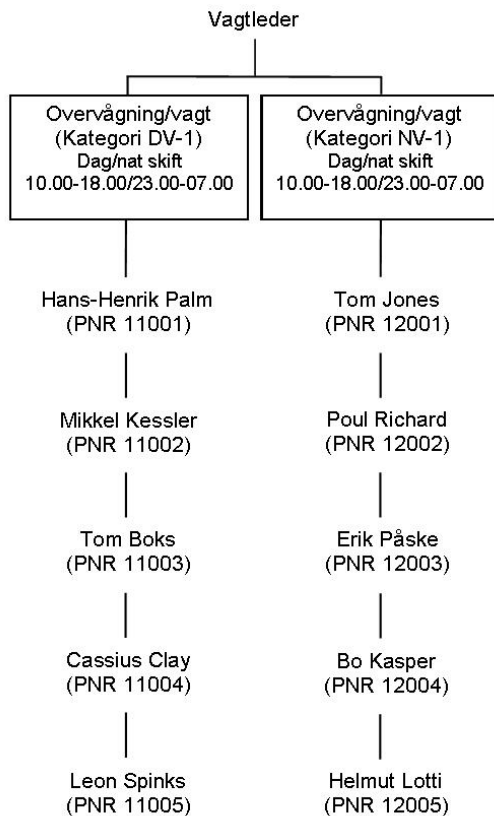 Vagtleder
Overvågning/vagt
(Kategori DV-1)
Dag/nat skift
10.00-18.00/23.00-07.00
Hans-Henrik Palm
(PNR 11001)
Mikkel Kessler
(PNR 11002)
Tom Boks
(PNR 11003)
Cassius Clay
(PNR 11004)
Leon Spinks
(PNR 11005)
Overvågning/vagt
(Kategori NV-1)
Dag/nat skift
10.00-18.00/23.00-07.00
Tom Jones
(PNR 12001)
Poul Richard
(PNR 12002)
Erik Påske
(PNR 12003)
Bo Kasper
(PNR 12004)
Helmut Lotti
(PNR 12005)